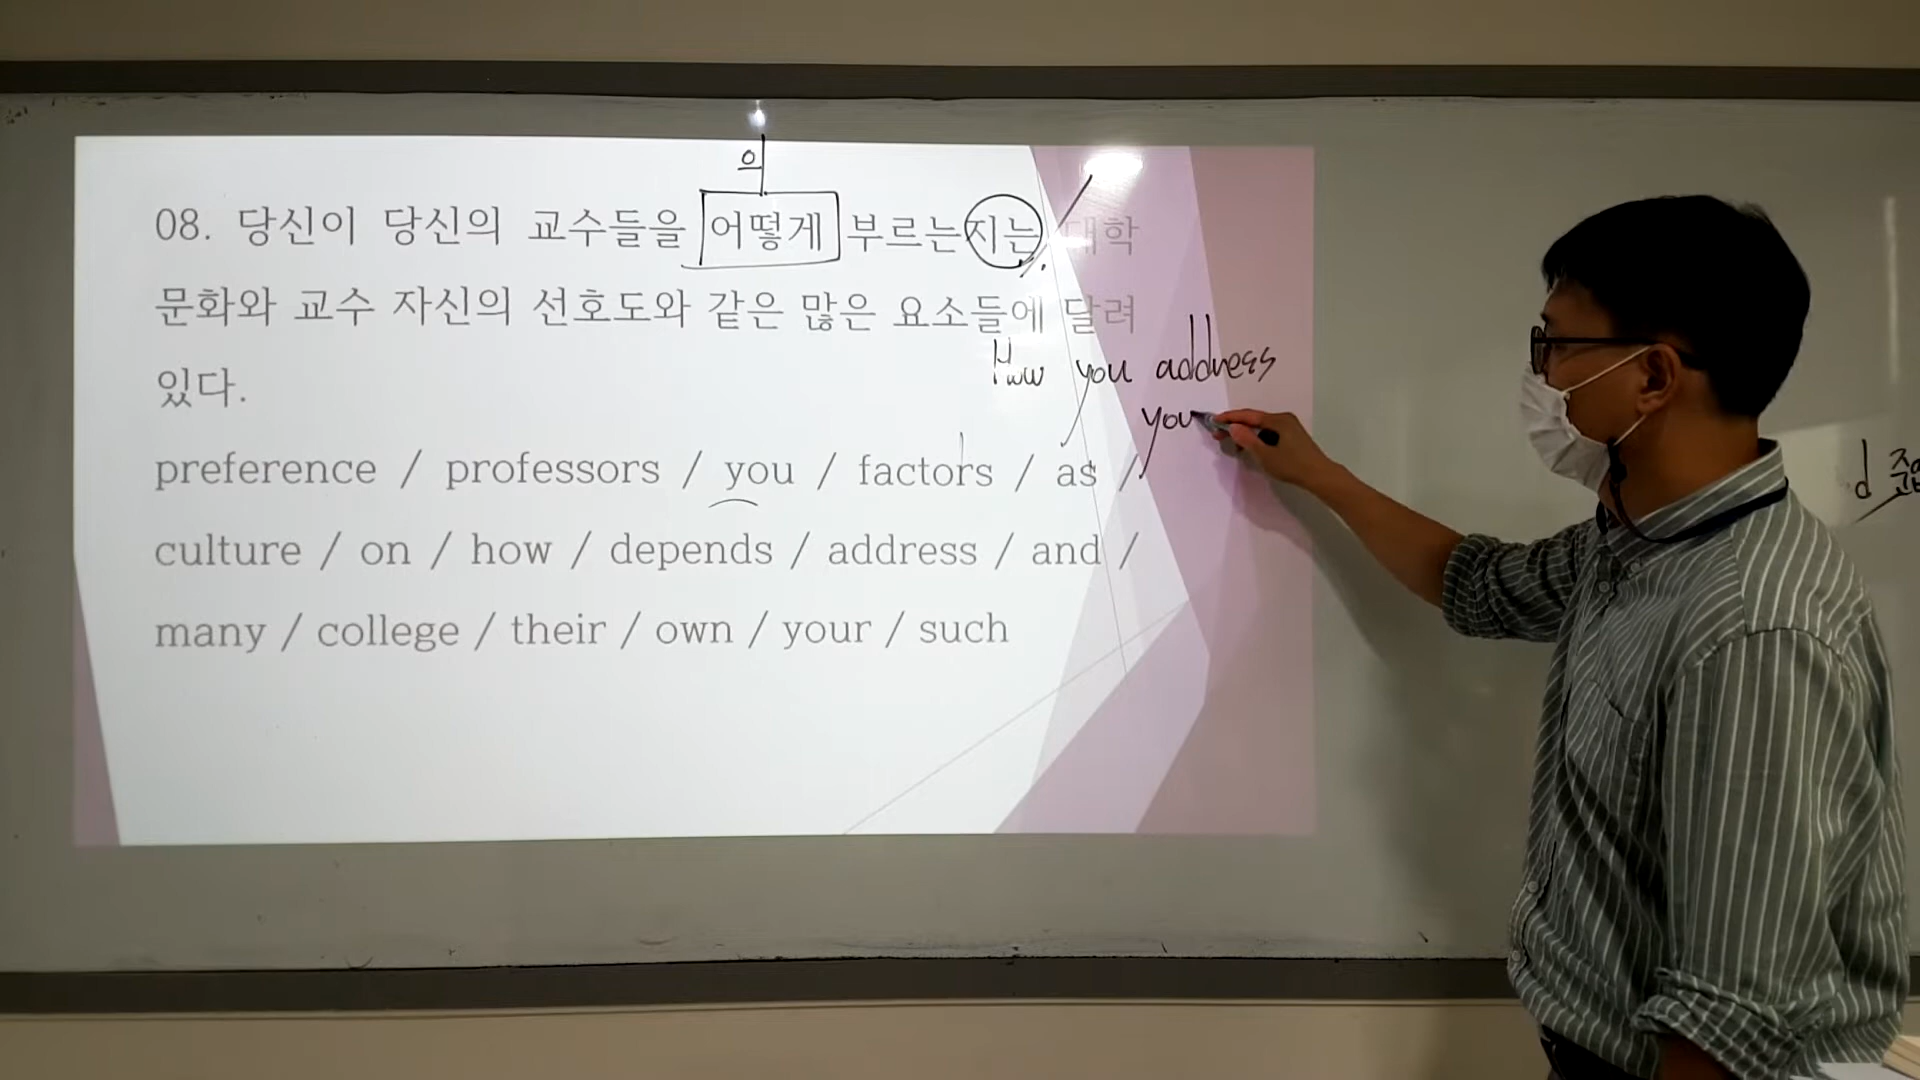 의
08. 당신이 당신의 교수들을 어떻게 부르는지는 대학
문화와 교수 자신의 선호도와 같은 많은 요소들에 달려
있다.
How you address
you
preference / professors / you / factors / as /
culture / on / how / depends / address / and /
many / college / their / own / your / such
d